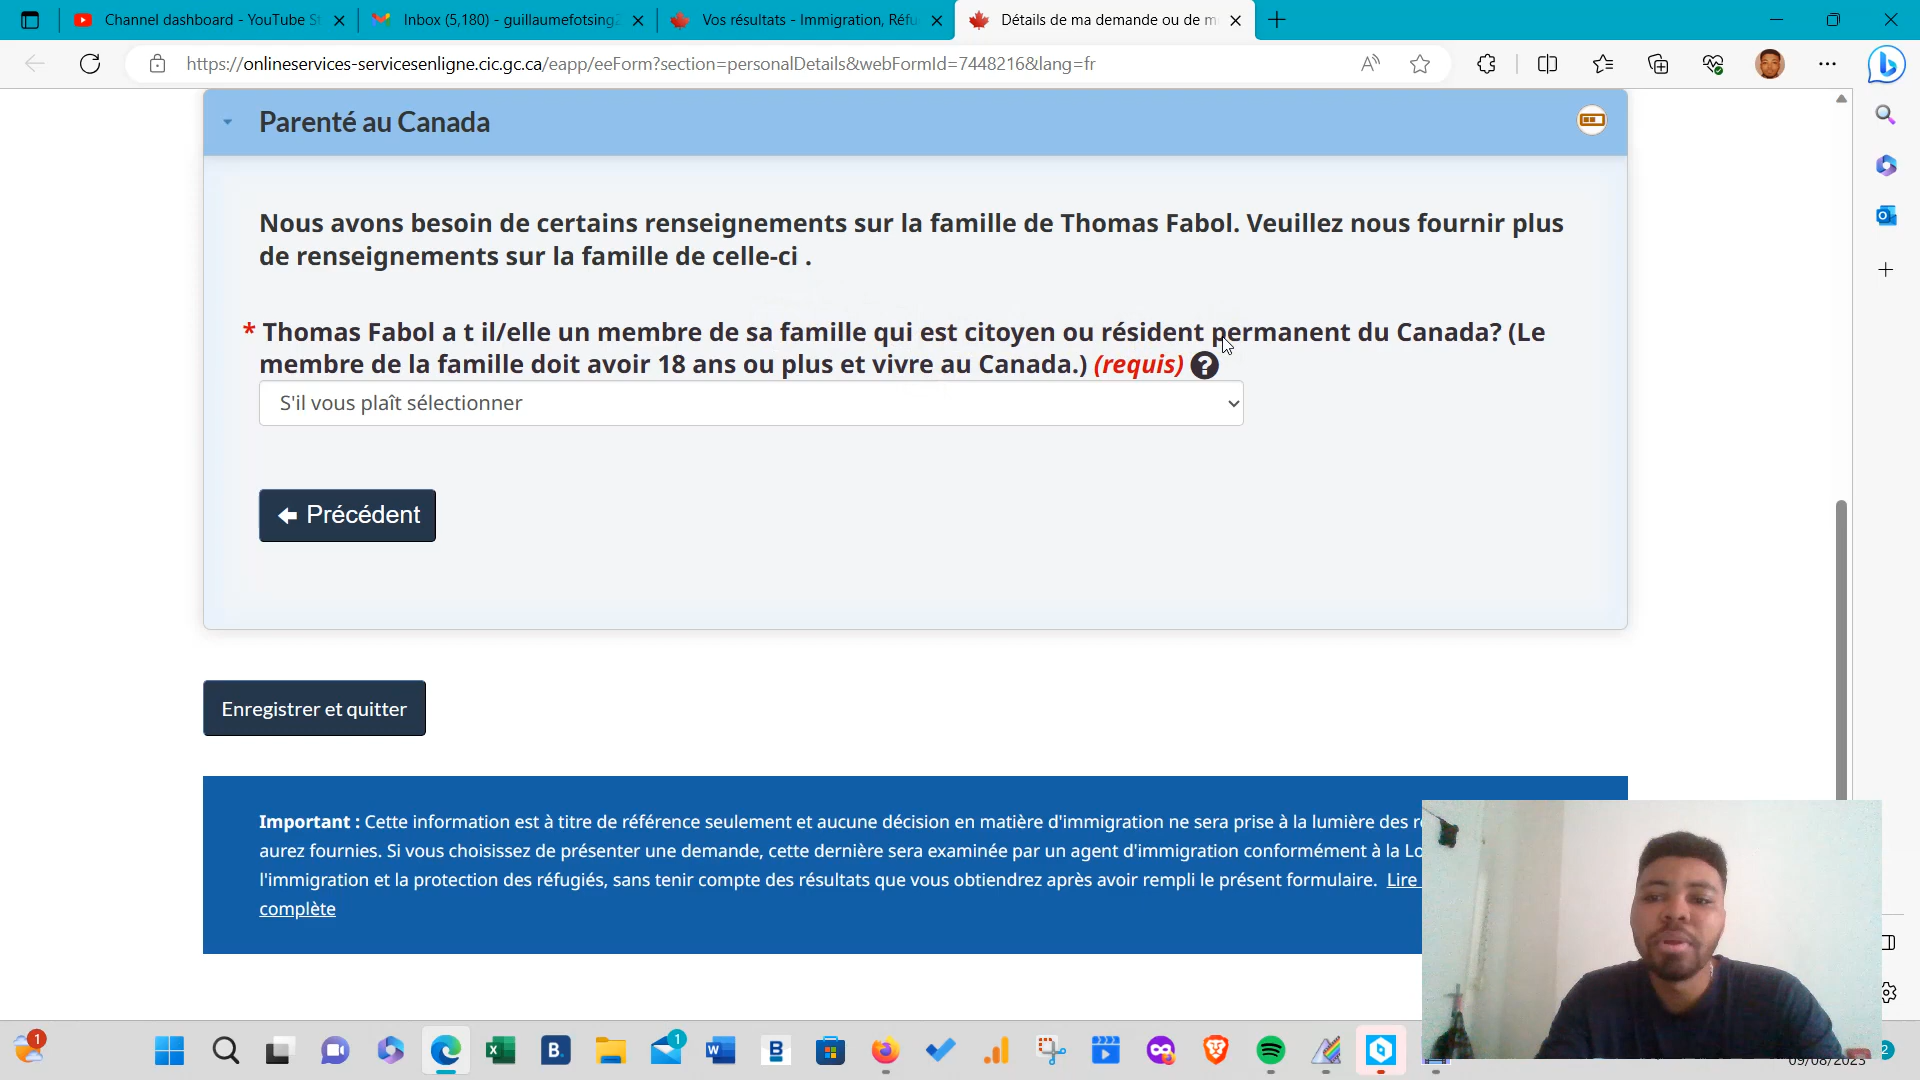 Channel dashboard - YouTube S
Inbox (5,180) - guillaumefotsing2
Vos résultats - Immigration, Réfu
Détails de ma demande ou de m
https://onlineservices-servicesenligne.cic.gc.ca/eapp/eeForm?section=personalDetails&webFormId=7448216&lang=fr
Parenté au Canada
Nous avons besoin de certains renseignements sur la famille de Thomas Fabol. Veuillez nous fournir plus
de renseignements sur la famille de celle-ci .
* Thomas Fabol a t il/elle un membre de sa famille qui est citoyen ou résident permanent du Canada? (Le
membre de la famille doit avoir 18 ans ou plus et vivre au Canada.) (requis) ?
S'il vous plaît sélectionner
Précédent
Enregistrer et quitter
Important : Cette information est à titre de référence seulement et aucune décision en matière d'immigration ne sera prise à la lumière des r
aurez fournies. Si vous choisissez de présenter une demande, cette dernière sera examinée par un agent d'immigration conformément à la Lo
l'immigration et la protection des réfugiés, sans tenir compte des résultats que vous obtiendrez après avoir rempli le présent formulaire. Lire
complète
1
B.
1
B
09/08/2023
2